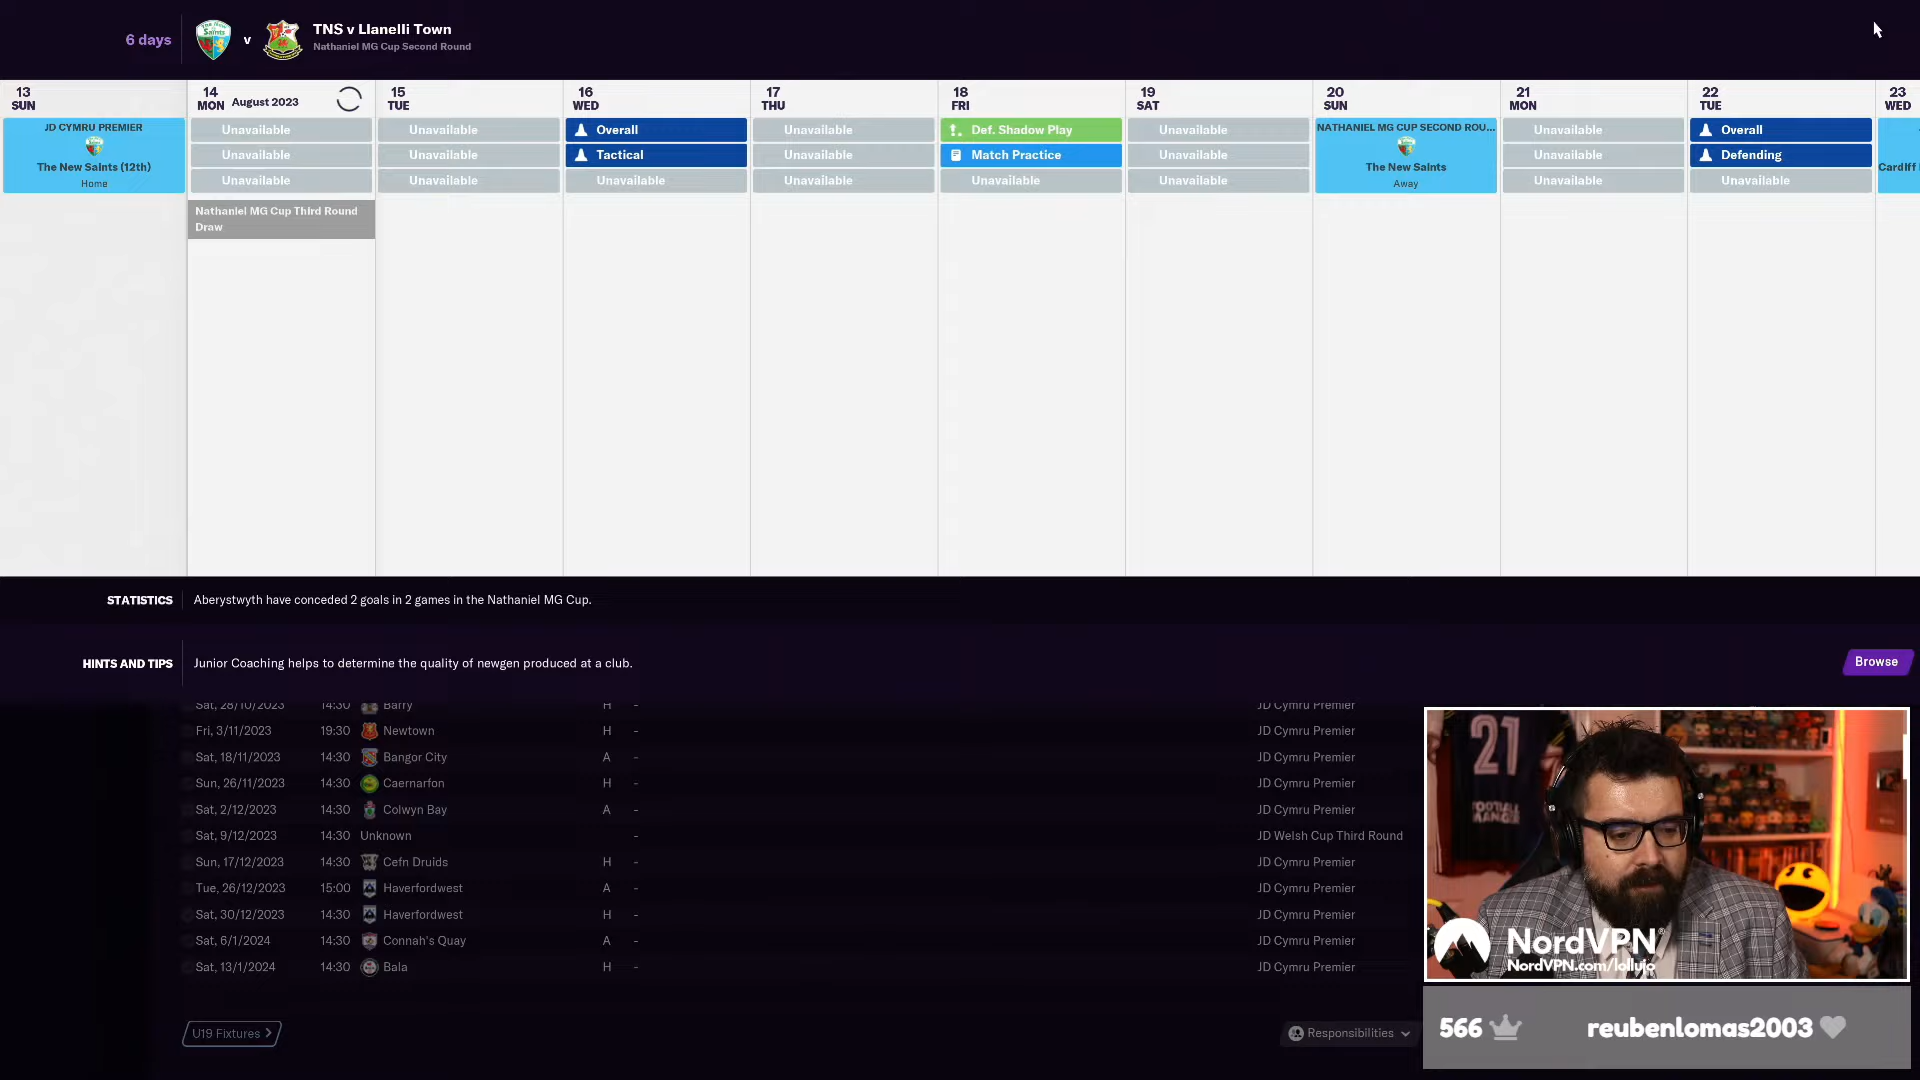 6 days
v
TNS v Llanelli Town
Nathaniel MG Cup Second Round
13
SUN
14
MON August 2023
15
TUE
16
WED
17
THU
18
FRI
19
SAT
20
SUN
21
MON
22
TUE
23
WED
JD CYMRU PREMIER
The New Saints (12th)
Home
Unavailable
Unavailable
Unavailable
Nathaniel MG Cup Third Round
Draw
Unavailable
Unavailable
Unavailable
Overall
Tactical
Unavailable
Unavailable
Unavailable
Unavailable
Def. Shadow Play
Match Practice
Unavailable
Unavailable
Unavailable
Unavailable
NATHANIEL MG CUP SECOND ROU...
The New Saints
Away
Unavailable
Unavailable
Unavailable
Overall
Defending
Unavailable
Cardiff
STATISTICS Aberystwyth have conceded 2 goals in 2 games in the Nathaniel MG Cup.
HINTS AND TIPS Junior Coaching helps to determine the quality of newgen produced at a club.
Browse
Sat, 28/10/2023 14:30 Barry H - JD Cymru Premier
Fri, 3/11/2023 19:30 Newtown H - JD Cymru Premier
Sat, 18/11/2023 14:30 Bangor City A - JD Cymru Premier
Sun, 26/11/2023 14:30 Caernarfon H - JD Cymru Premier
Sat, 2/12/2023 14:30 Colwyn Bay A - JD Cymru Premier
Sat, 9/12/2023 14:30 Unknown - JD Welsh Cup Third Round
Sun, 17/12/2023 14:30 Cefn Druids H - JD Cymru Premier
Tue, 26/12/2023 15:00 Haverfordwest A - JD Cymru Premier
Sat, 30/12/2023 14:30 Haverfordwest H - JD Cymru Premier
Sat, 6/1/2024 14:30 Connah's Quay A - JD Cymru Premier
Sat, 13/1/2024 14:30 Bala H - JD Cymru Premier
U19 Fixtures >
Responsibilities
21
NordVPN®
NordVPN.com/lollujo
566
reubenlomas2003